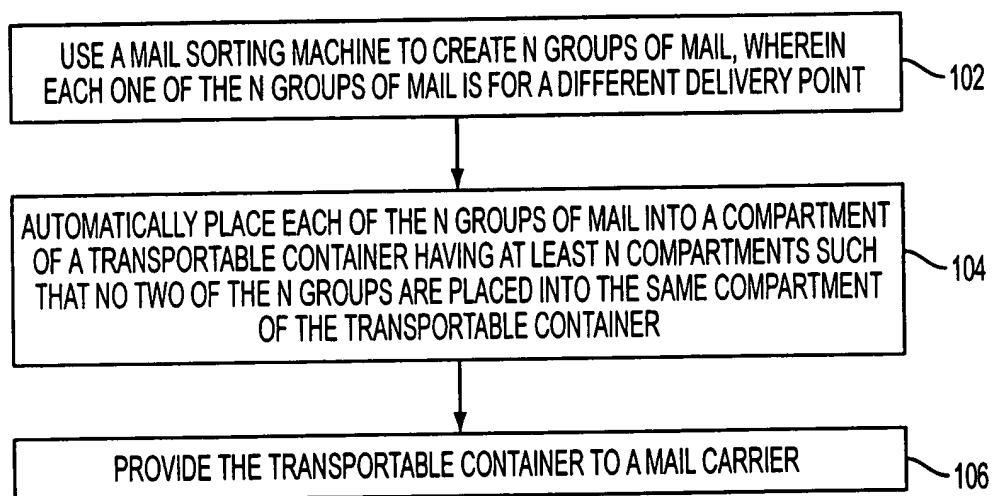 USE A MAIL SORTING MACHINE TO CREATE N GROUPS OF MAIL, WHEREIN
EACH ONE OF THE N GROUPS OF MAIL IS FOR A DIFFERENT DELIVERY POINT
102
AUTOMATICALLY PLACE EACH OF THE N GROUPS OF MAIL INTO A COMPARTMENT
OF A TRANSPORTABLE CONTAINER HAVING AT LEAST N COMPARTMENTS SUCH
THAT NO TWO OF THE N GROUPS ARE PLACED INTO THE SAME COMPARTMENT
OF THE TRANSPORTABLE CONTAINER
104
PROVIDE THE TRANSPORTABLE CONTAINER TO A MAIL CARRIER
106